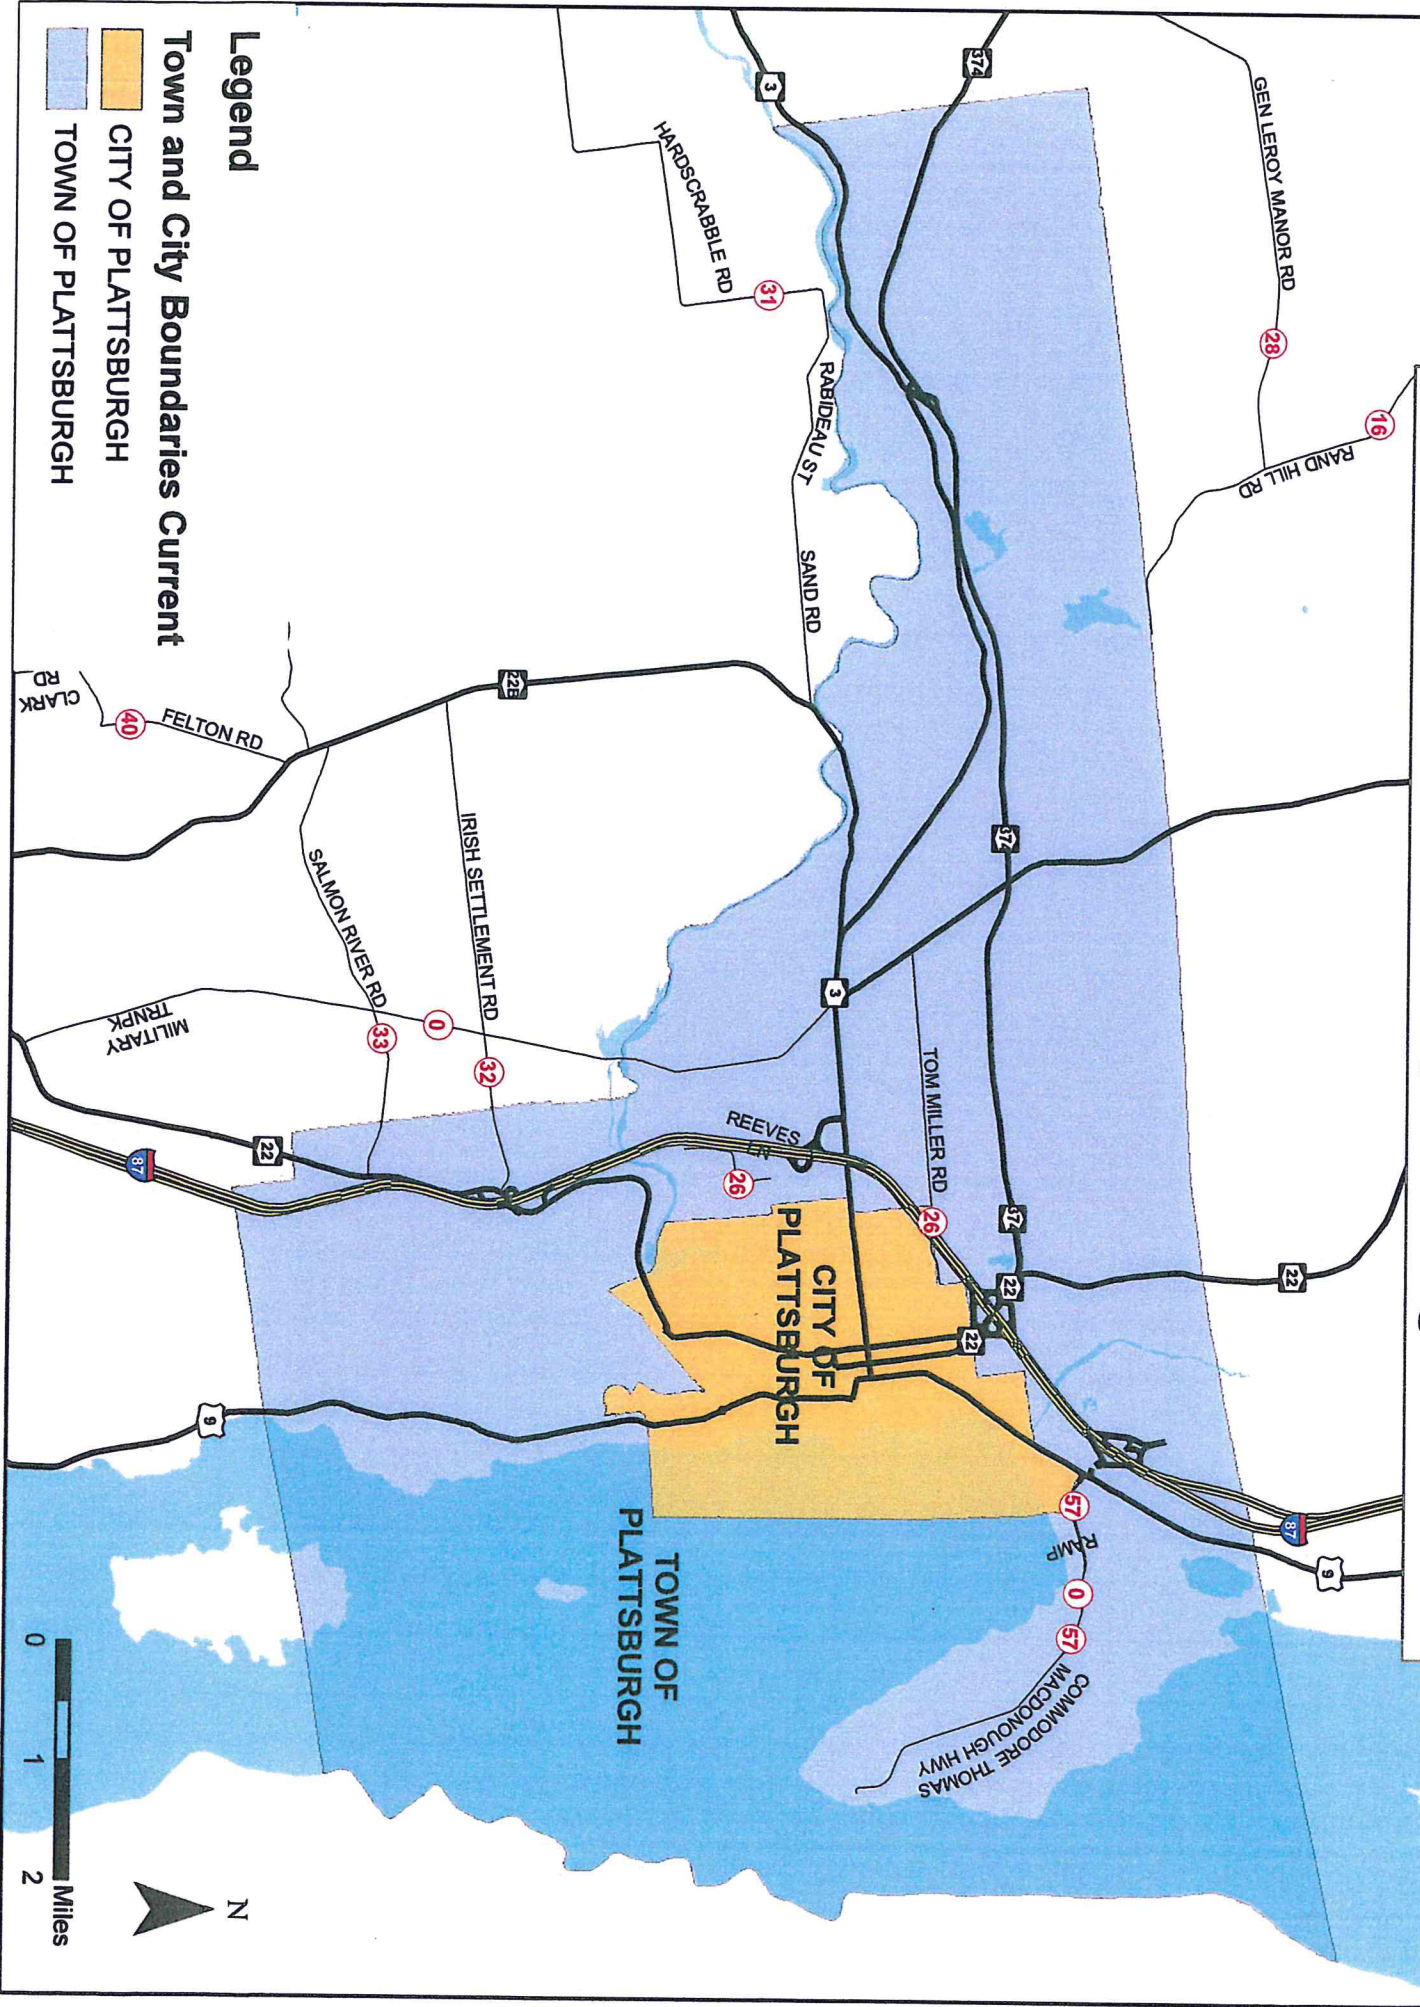 Legend
Town and City Boundaries Current
CITY OF PLATTSBURGH
TOWN OF PLATTSBURGH
GEN LEROY MANOR RD
28
16
RAND HILL RD
374
3
HARDSCRABBLE RD
31
RABIDEAU ST
SAND RD
22B
CLARK
RD
40
FELTON RD
IRISH SETTLEMENT RD
SALMON RIVER RD
33
0
32
MILITARY
TRNPK
374
3
TOM MILLER RD
REEVES
LN
26
26
374
22
22
22
22
87
CITY OF
PLATTSBURGH
9
TOWN OF
PLATTSBURGH
57
RAMP
0
57
COMMODORE THOMAS
MACDONOUGH HWY
87
9
0
1
2
Miles
N